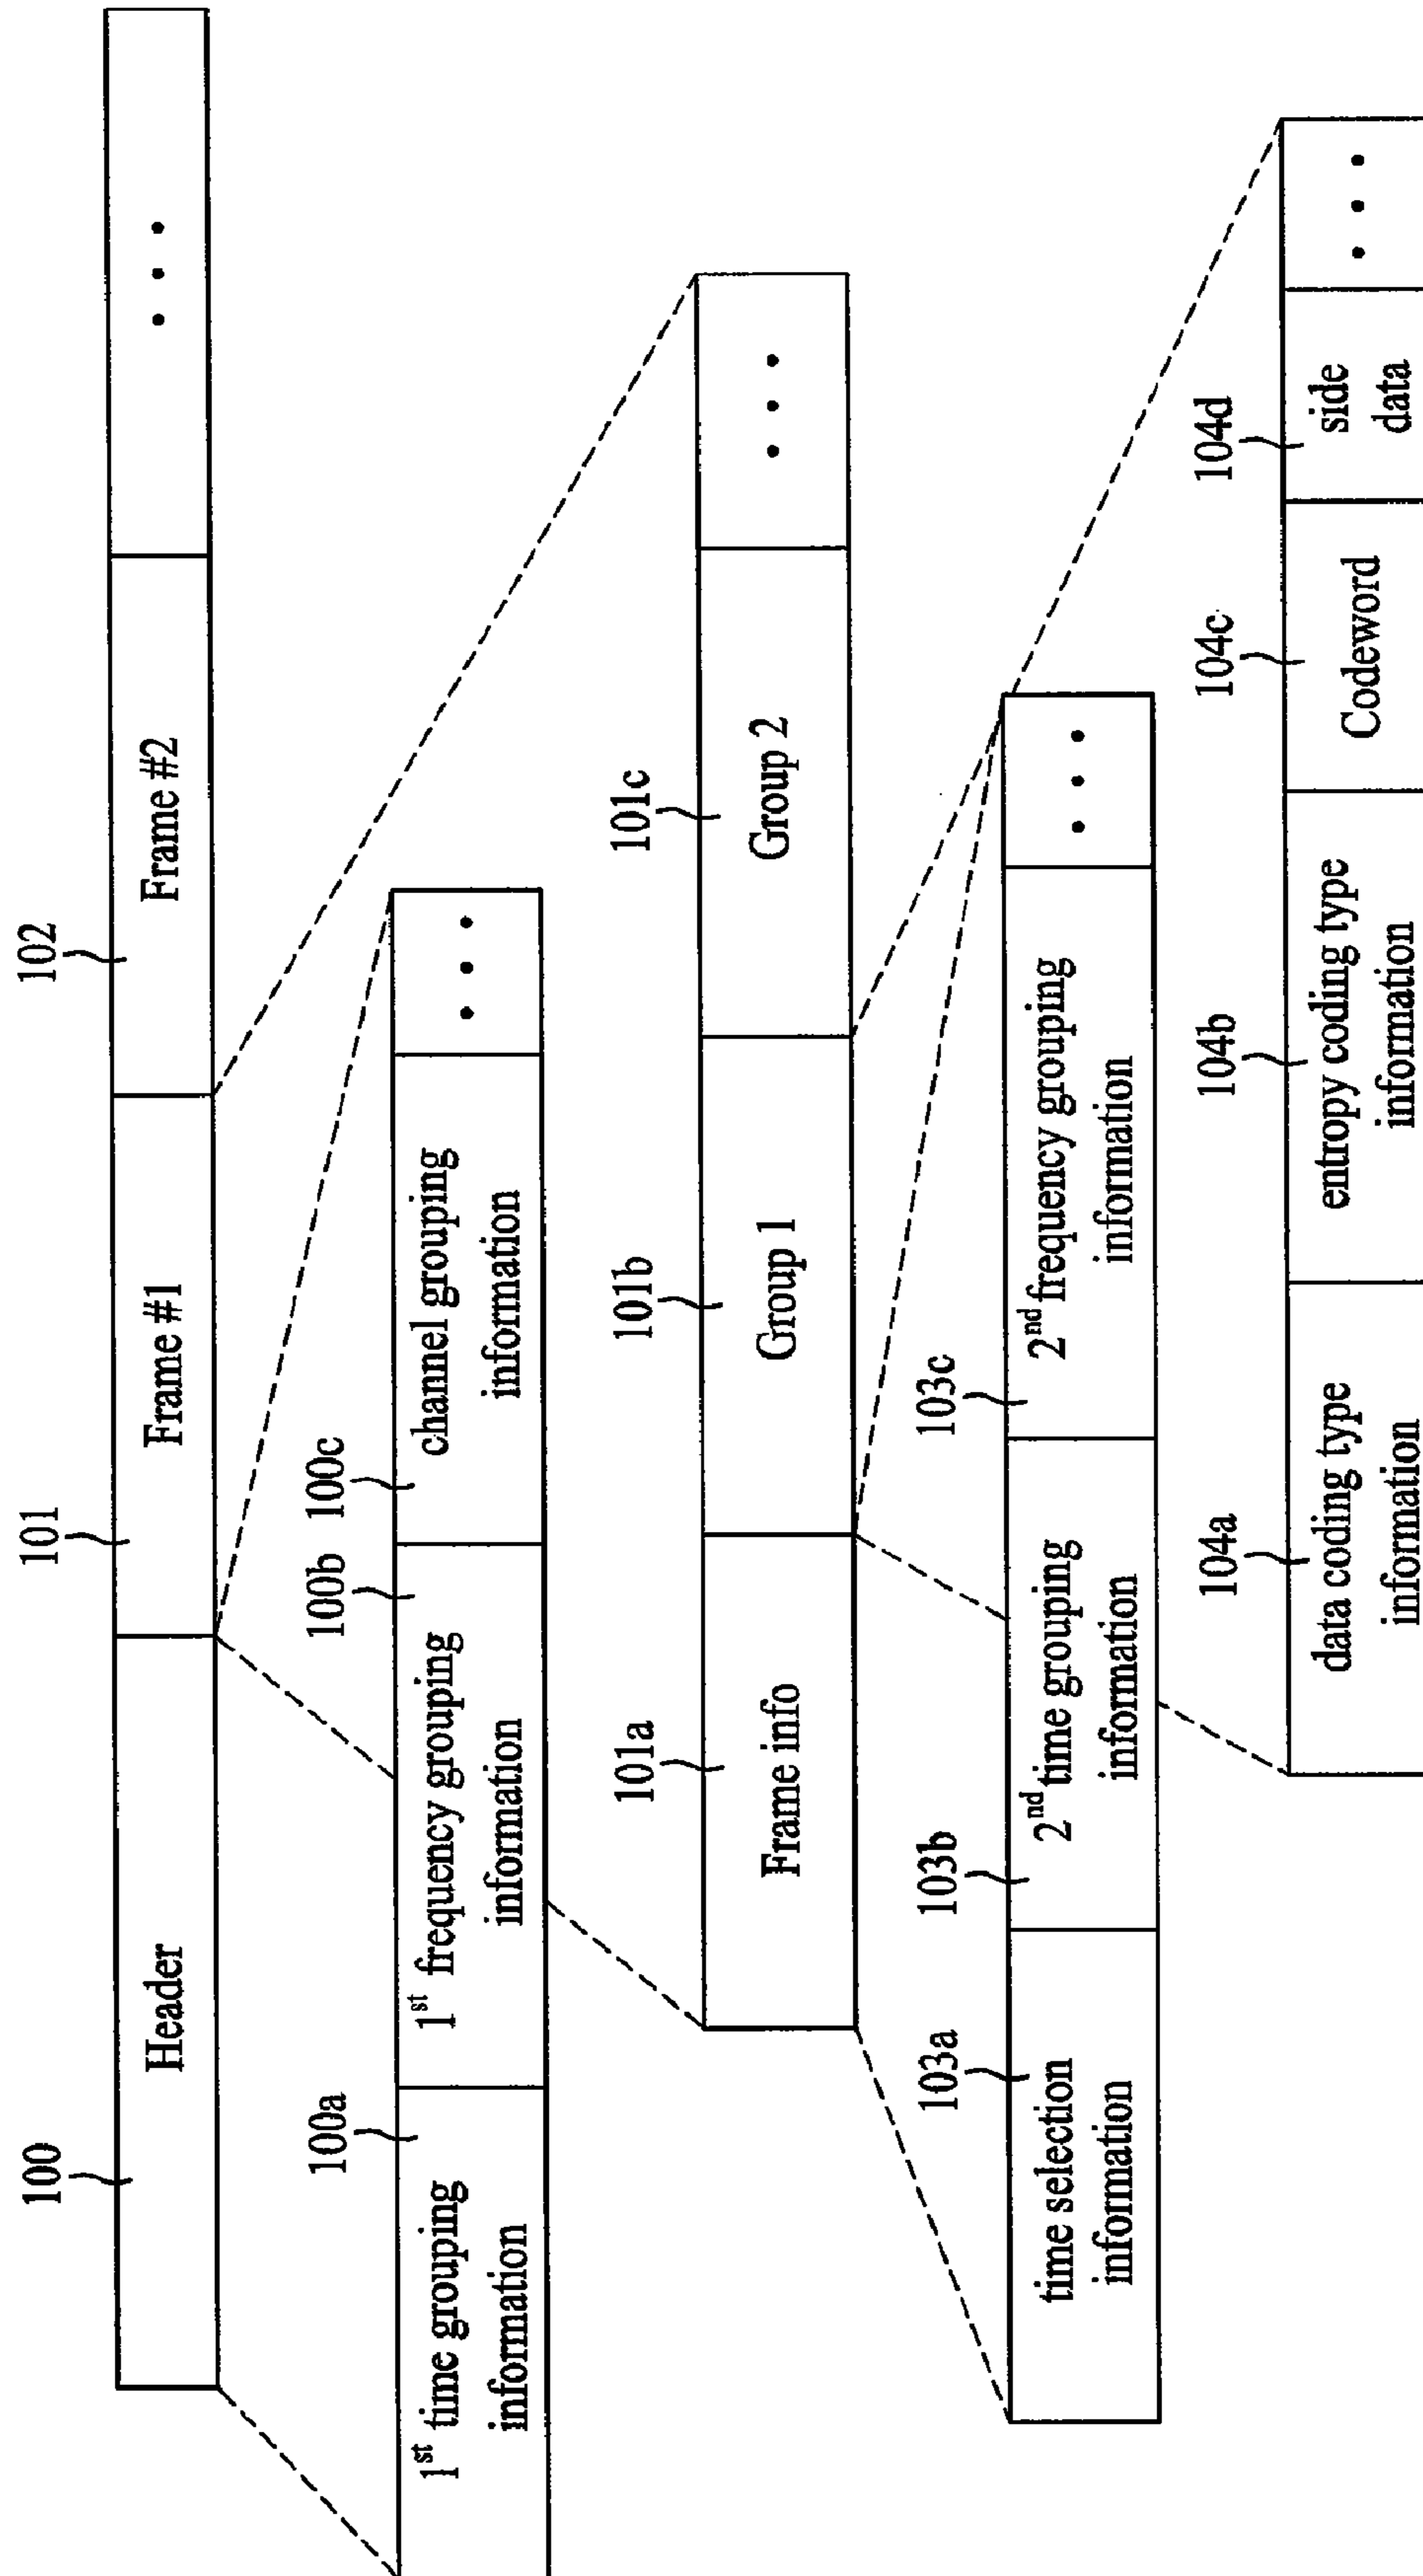 100
101
102
Header
Frame #1
Frame #2
• • •
100a
100b
100c
1st time grouping
information
1st frequency grouping
information
channel grouping
information
• • •
101a
101b
101c
Frame info
Group 1
Group 2
• • •
103a
103b
103c
time selection
information
2nd time grouping
information
2nd frequency grouping
information
• • •
104a
104b
104c
104d
data coding type
information
entropy coding type
information
Codeword
side
data
• • •